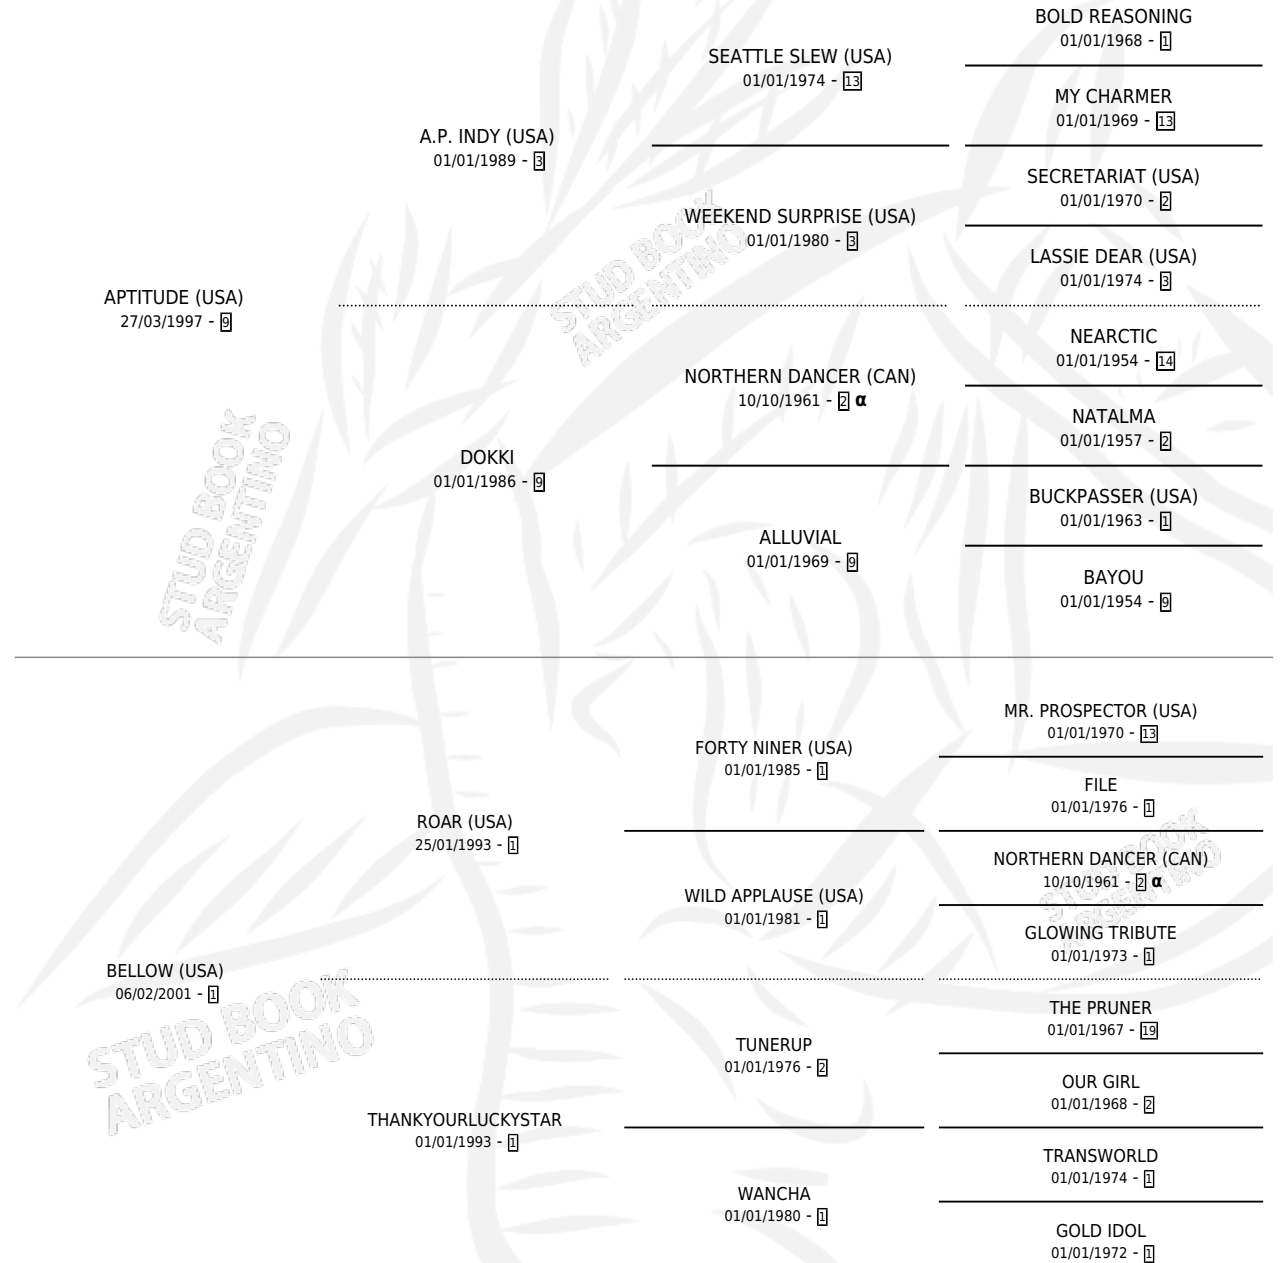 BOLD REASONING
01/01/1968 - 1
SEATTLE SLEW (USA)
01/01/1974 - 13
MY CHARMER
01/01/1969 - 13
A.P. INDY (USA)
01/01/1989 - 3
SECRETARIAT (USA)
01/01/1970 - 2
WEEKEND SURPRISE (USA)
01/01/1980 - 3
LASSIE DEAR (USA)
01/01/1974 - 3
STUD BOOK
ARGENTINO
APTITUDE (USA)
27/03/1997 - 9
NEARCTIC
01/01/1954 - 14
NORTHERN DANCER (CAN)
10/10/1961 - 2 α
NATALMA
01/01/1957 - 2
DOKKI
01/01/1986 - 9
BUCKPASSER (USA)
01/01/1963 - 1
ALLUVIAL
01/01/1969 - 9
BAYOU
01/01/1954 - 9
STUD BOOK
ARGENTINO
MR. PROSPECTOR (USA)
01/01/1970 - 13
FORTY NINER (USA)
01/01/1985 - 1
FILE
01/01/1976 - 1
ROAR (USA)
25/01/1993 - 1
NORTHERN DANCER (CAN)
10/10/1961 - 2 α
WILD APPLAUSE (USA)
01/01/1981 - 1
GLOWING TRIBUTE
01/01/1973 - 1
STUD BOOK
ARGENTINO
BELLOW (USA)
06/02/2001 - 1
THE PRUNER
01/01/1967 - 19
TUNERUP
01/01/1976 - 2
OUR GIRL
01/01/1968 - 2
STUD BOOK
ARGENTINO
THANKYOURLUCKYSTAR
01/01/1993 - 1
TRANSWORLD
01/01/1974 - 1
WANCHA
01/01/1980 - 1
GOLD IDOL
01/01/1972 - 1